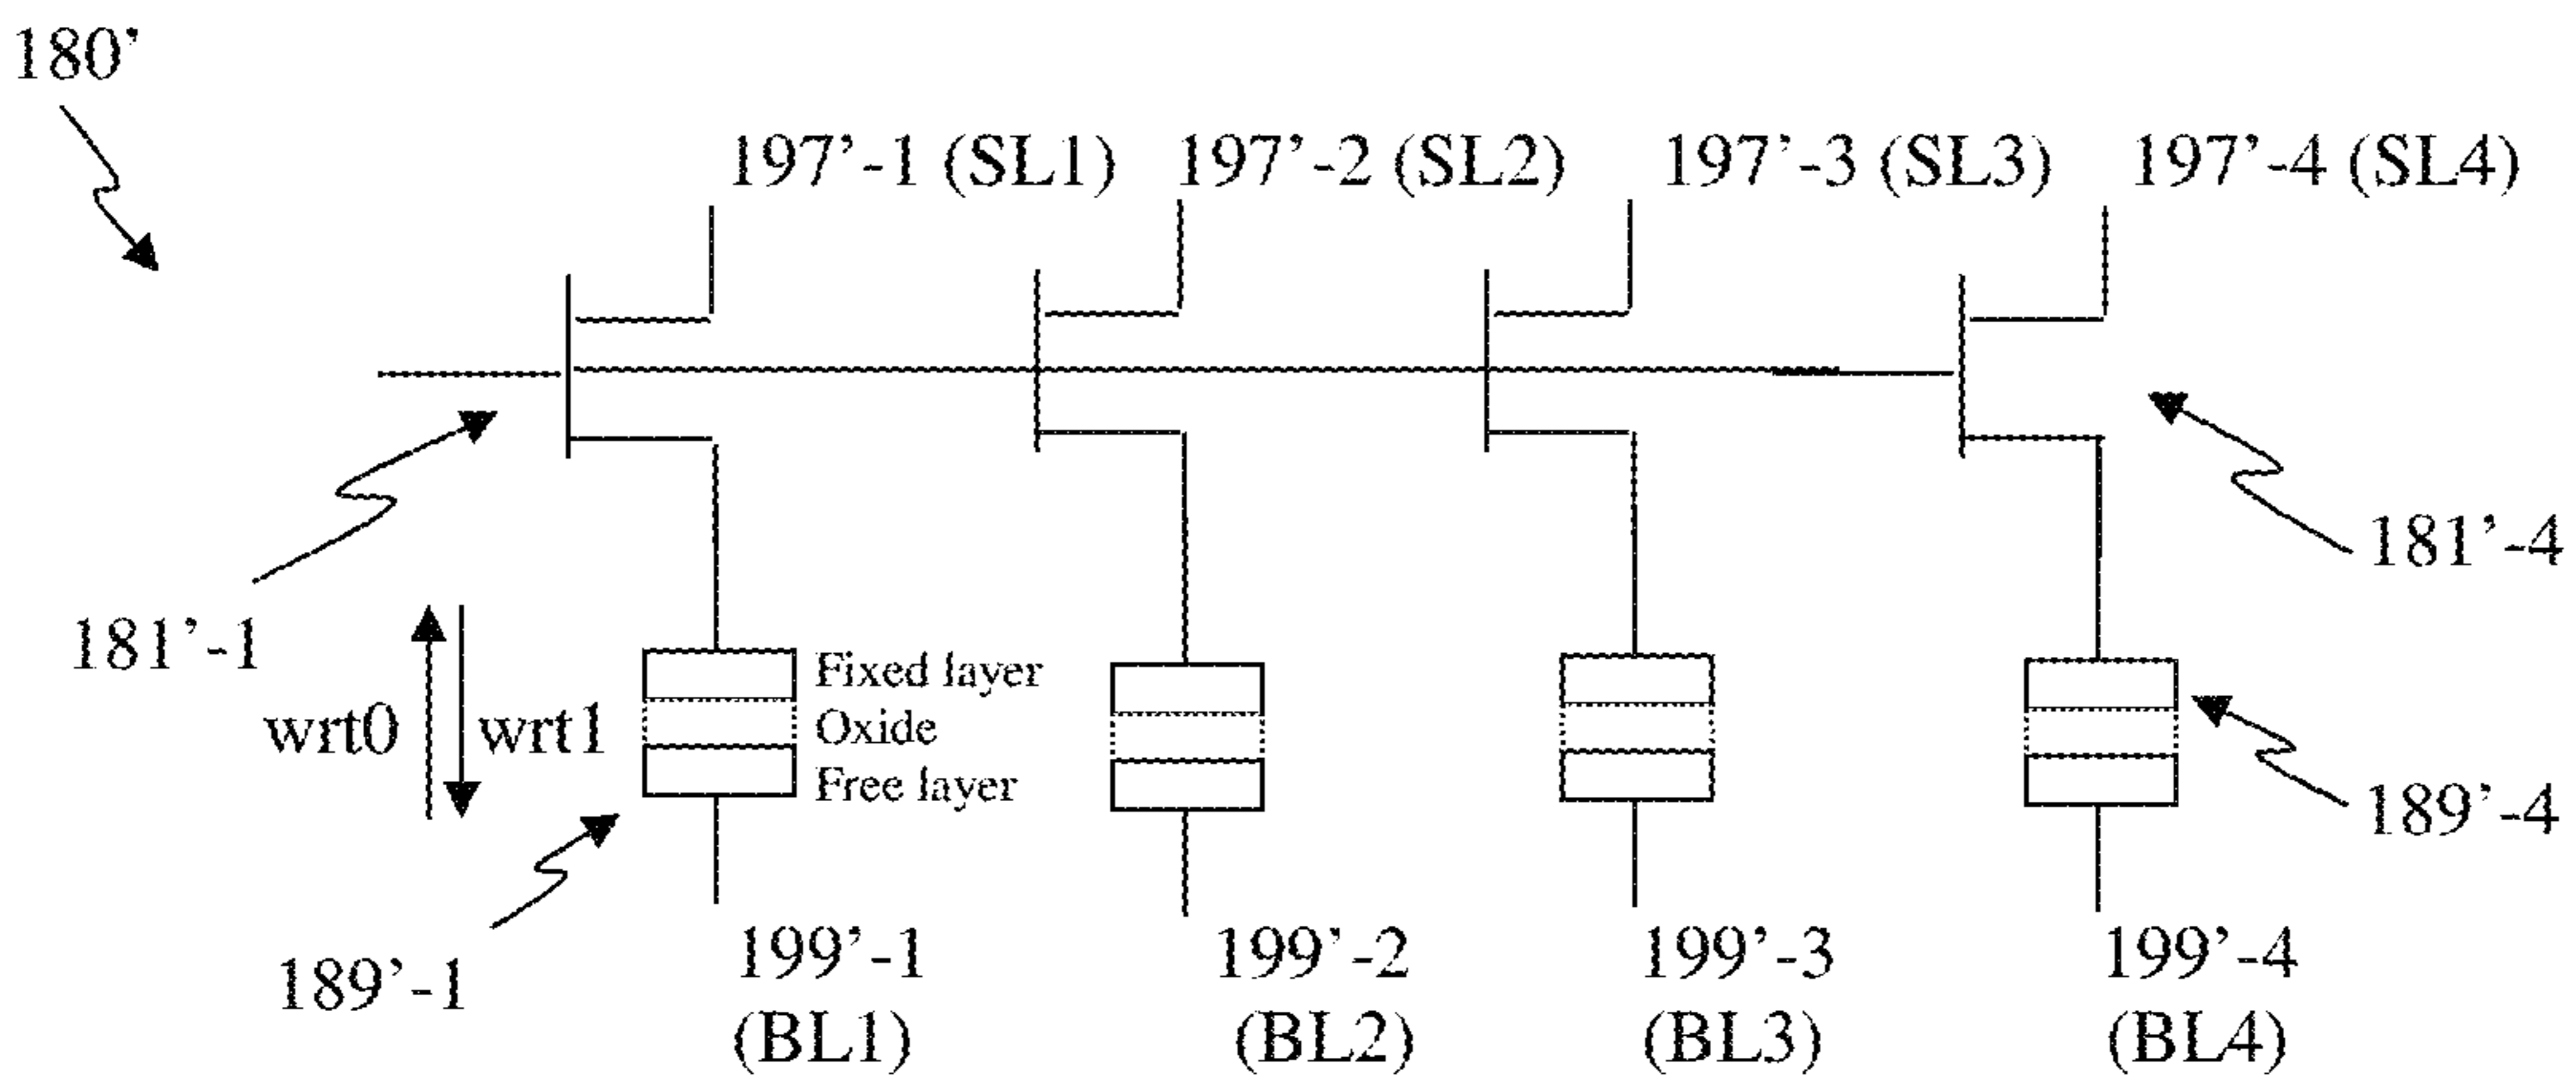 180’
197’-1 (SL1) 197’-2 (SL2) 197’-3 (SL3) 197’-4 (SL4)
181’-4
181’-1
Fixed layer
wrt0 wrt1 Oxide
Free layer
189’-4
189’-1
199’-1 199’-2 199’-3 199’-4
(BL1) (BL2) (BL3) (BL4)